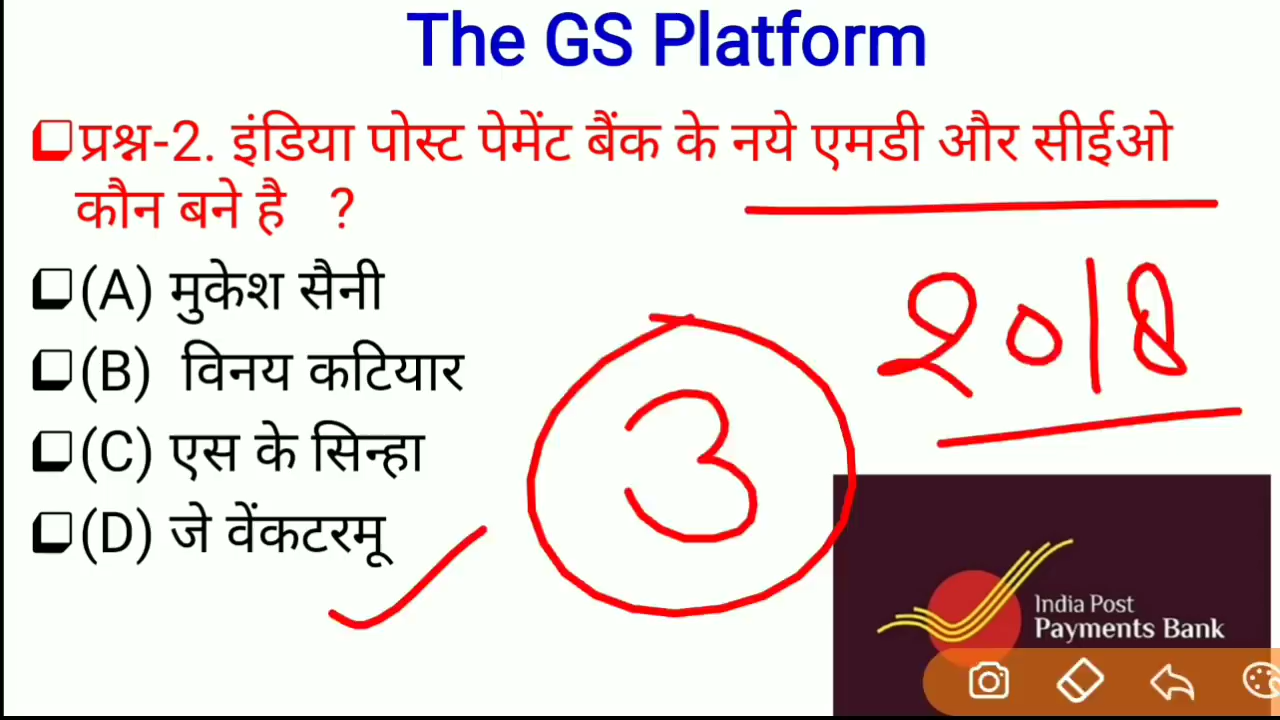 The GS Platform
प्रश्न-2. इंडिया पोस्ट पेमेंट बैंक के नये एमडी और सीईओ
कौन बने है ?
(A) मुकेश सैनी
(B) विनय कटियार
(C) एस के सिन्हा
(D) जे वेंकटरमू
3
2018
India Post
Payments Bank